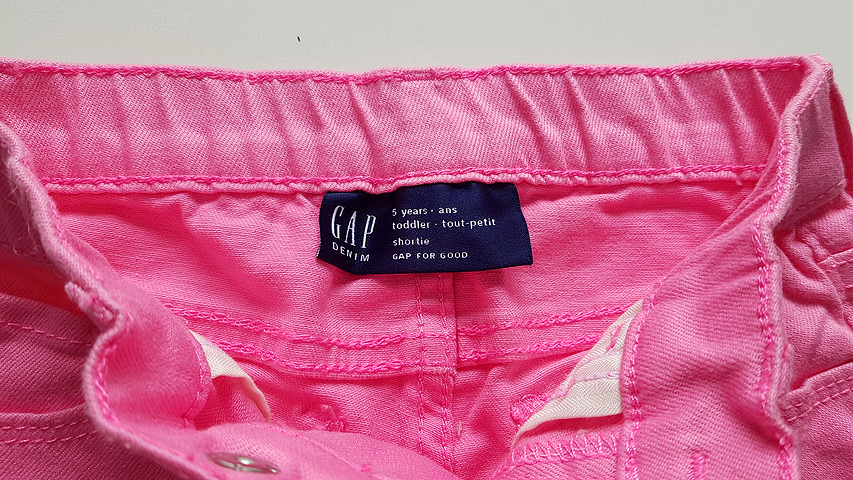 GAP
DENIM
5 years · ans
toddler · tout-petit
shortie
GAP FOR GOOD